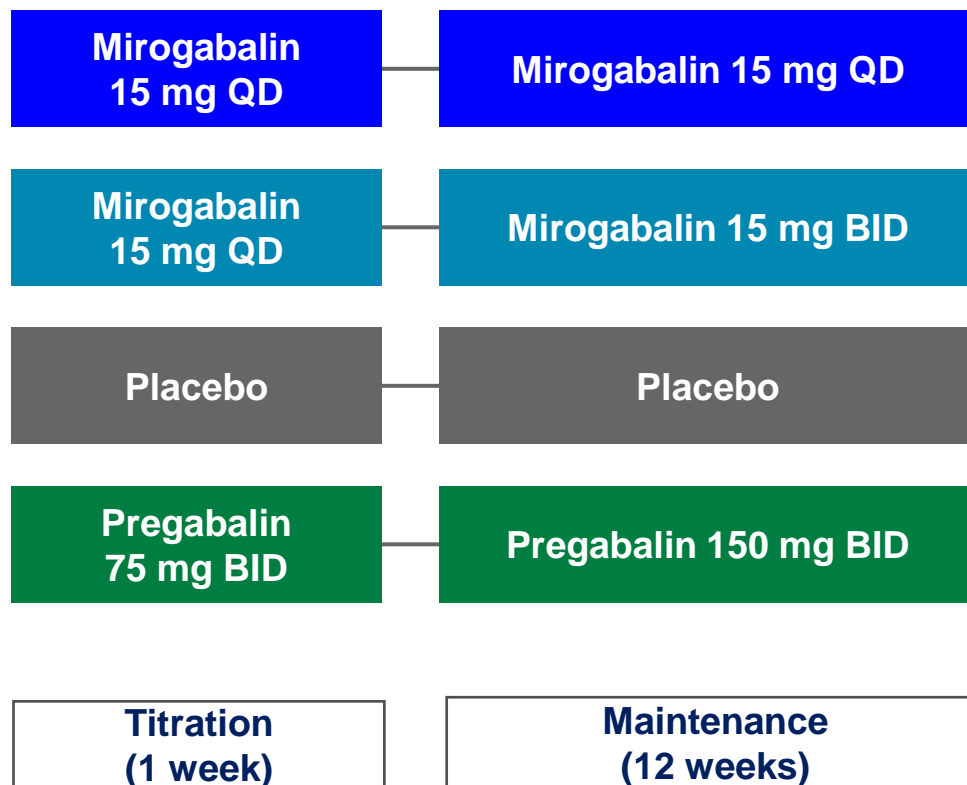 Mirogabalin
15 mg QD
Mirogabalin 15 mg QD
Mirogabalin
15 mg QD
Mirogabalin 15 mg BID
Placebo
Placebo
Pregabalin
75 mg BID
Pregabalin 150 mg BID
Titration
(1 week)
Maintenance
(12 weeks)